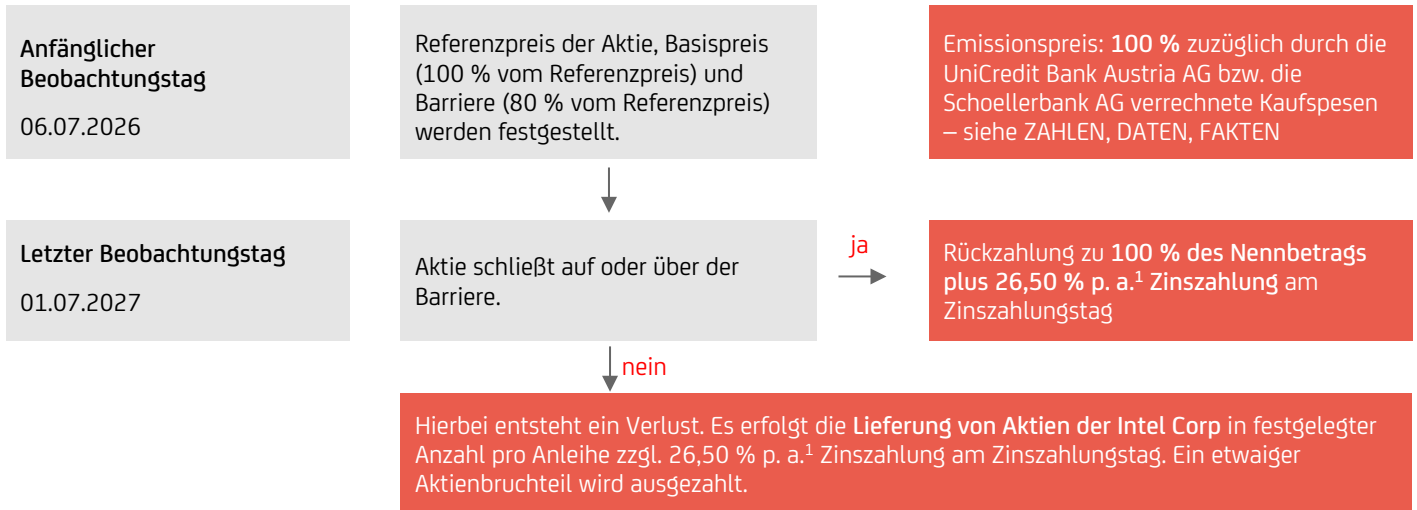 Anfänglicher
Beobachtungstag
06.07.2026
Referenzpreis der Aktie, Basispreis
(100 % vom Referenzpreis) und
Barriere (80 % vom Referenzpreis)
werden festgestellt.
Emissionspreis: 100 % zuzüglich durch die
UniCredit Bank Austria AG bzw. die
Schoellerbank AG verrechnete Kaufspesen
– siehe ZAHLEN, DATEN, FAKTEN
Letzter Beobachtungstag
01.07.2027
Aktie schließt auf oder über der
Barriere.
ja
Rückzahlung zu 100 % des Nennbetrags
plus 26,50 % p. a.¹ Zinszahlung am
Zinszahlungstag
nein
Hierbei entsteht ein Verlust. Es erfolgt die Lieferung von Aktien der Intel Corp in festgelegter
Anzahl pro Anleihe zzgl. 26,50 % p. a.¹ Zinszahlung am Zinszahlungstag. Ein etwaiger
Aktienbruchteil wird ausgezahlt.